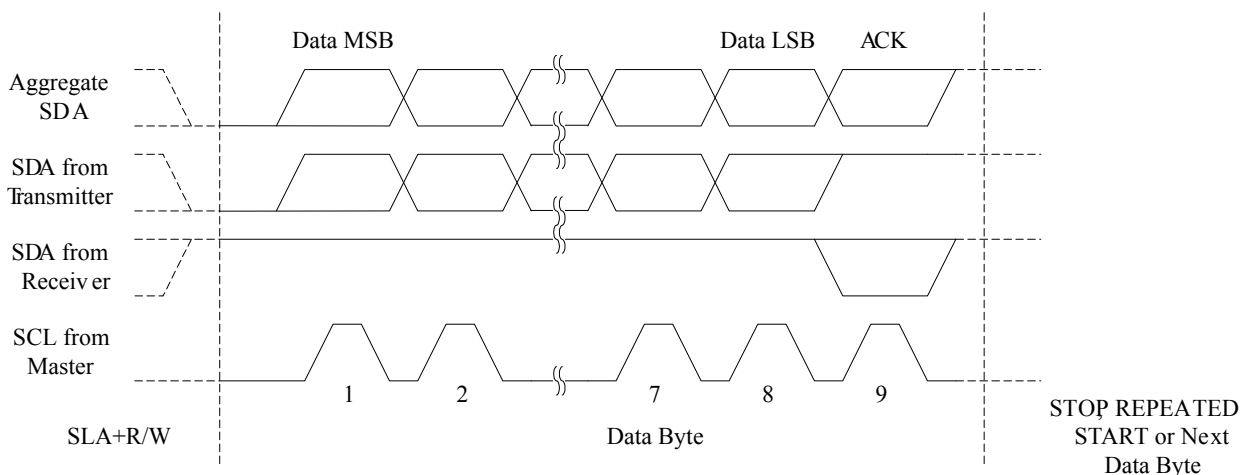 Data MSB
Data LSB
ACK
Aggregate
SDA
SDA from
Transmitter
SDA from
Receiver
SCL from
Master
1
2
7
8
9
SLA+R/W
Data Byte
STOP, REPEATED
START or Next
Data Byte